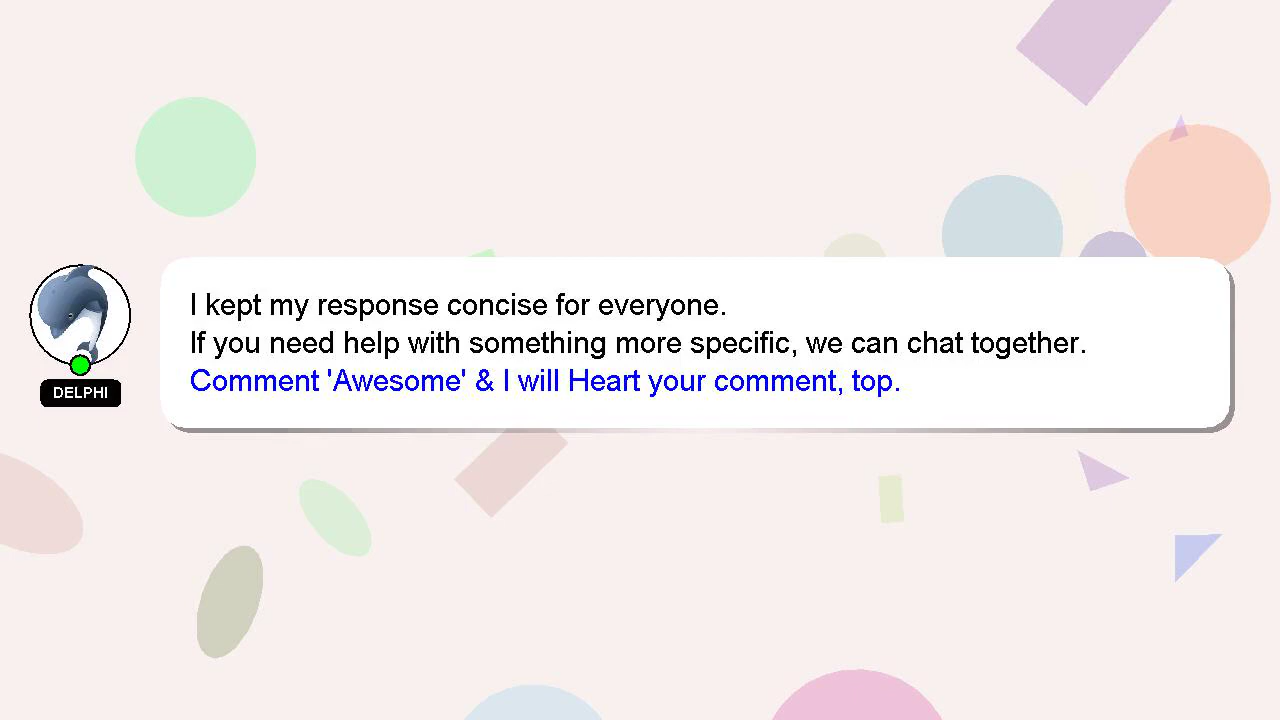 I kept my response concise for everyone.
If you need help with something more specific, we can chat together.
Comment 'Awesome' & I will Heart your comment, top.
DELPHI